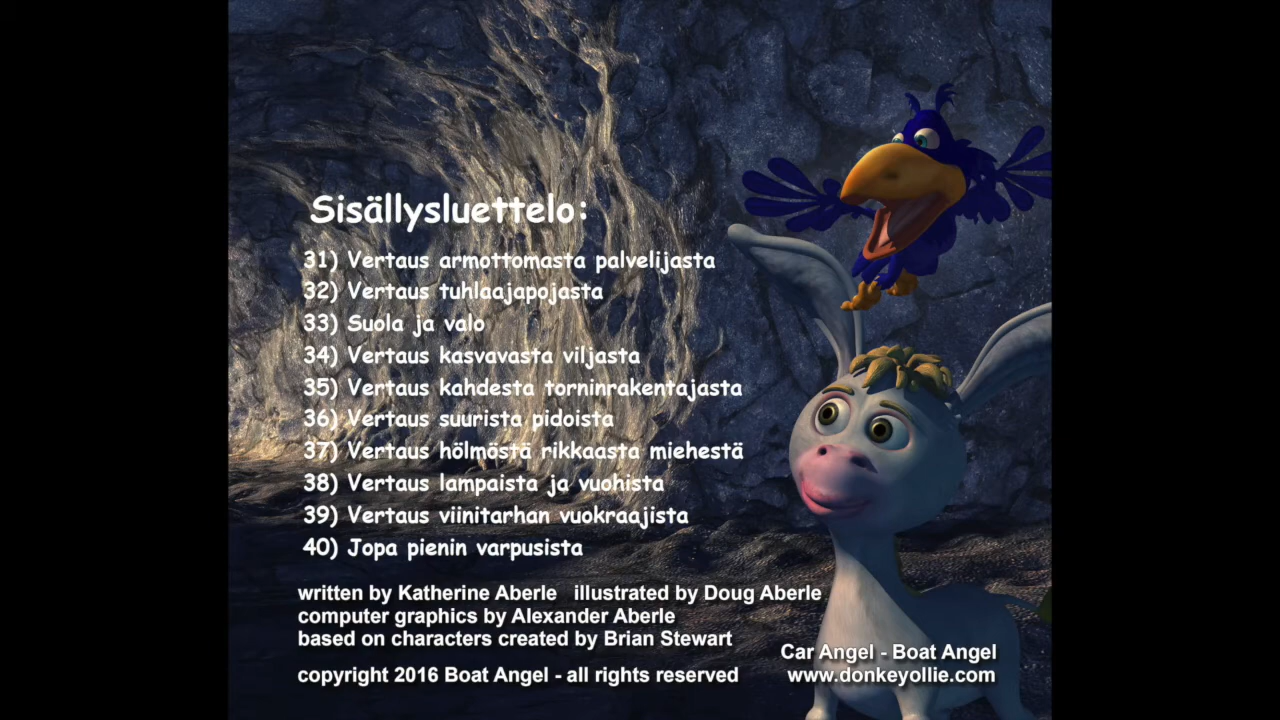 Sisällysluettelo:
31) Vertaus armottomasta palvelijasta
32) Vertaus tuhlaajapojasta
33) Suola ja valo
34) Vertaus kasvavasta viljasta
35) Vertaus kahdesta torninrakentajasta
36) Vertaus suurista pidoista
37) Vertaus hölmöstä rikkaasta miehestä
38) Vertaus lampaista ja vuohista
39) Vertaus viinitarhan vuokraajista
40) Jopa pienin varpusista
written by Katherine Aberle illustrated by Doug Aberle
computer graphics by Alexander Aberle
based on characters created by Brian Stewart
copyright 2016 Boat Angel - all rights reserved
Car Angel - Boat Angel
www.donkeyollie.com